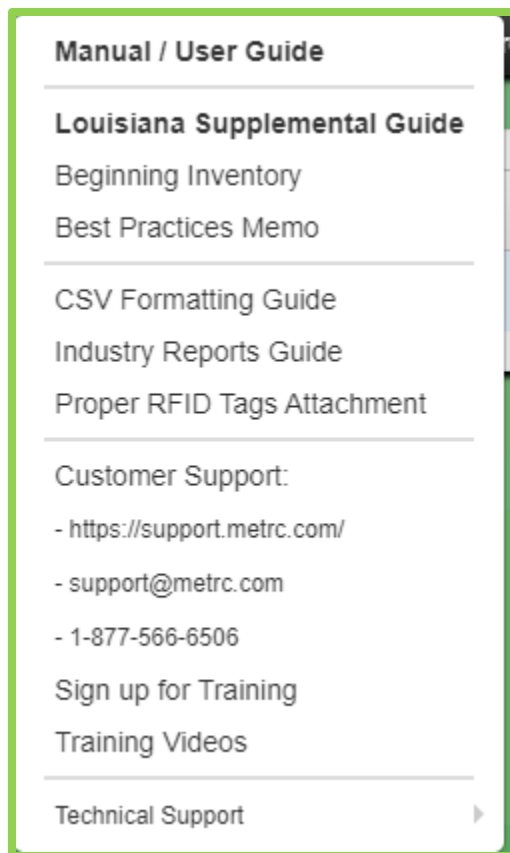 Manual / User Guide
Louisiana Supplemental Guide
Beginning Inventory
Best Practices Memo
CSV Formatting Guide
Industry Reports Guide
Proper RFID Tags Attachment
Customer Support:
- https://support.metrc.com/
- support@metrc.com
- 1-877-566-6506
Sign up for Training
Training Videos
Technical Support